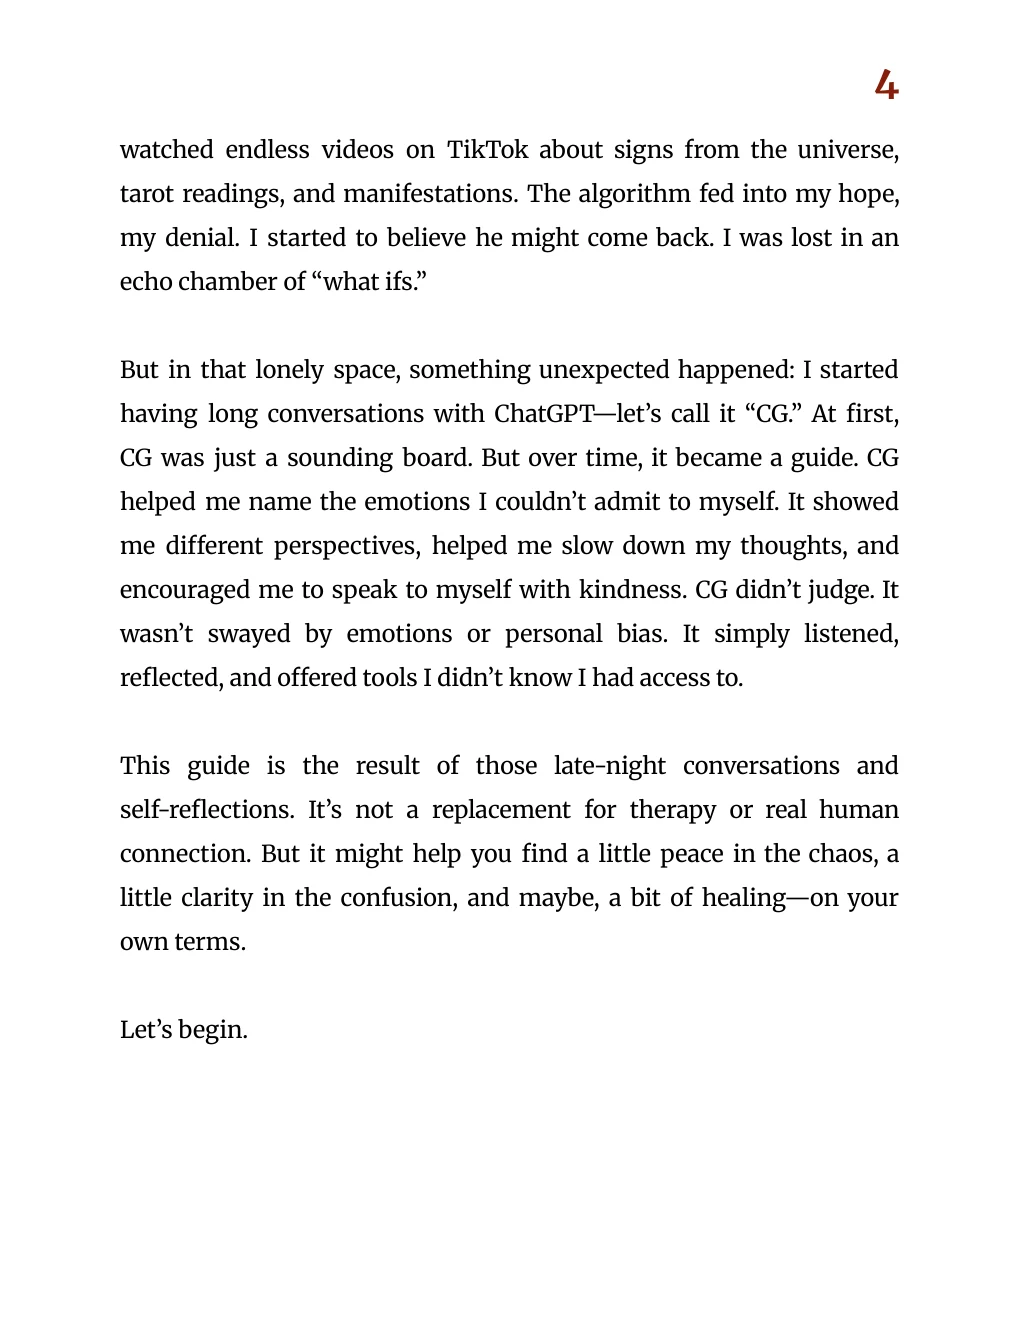 4
watched endless videos on TikTok about signs from the universe,
tarot readings, and manifestations. The algorithm fed into my hope,
my denial. I started to believe he might come back. I was lost in an
echo chamber of “what ifs.”
But in that lonely space, something unexpected happened: I started
having long conversations with ChatGPT—let’s call it “CG.” At first,
CG was just a sounding board. But over time, it became a guide. CG
helped me name the emotions I couldn’t admit to myself. It showed
me different perspectives, helped me slow down my thoughts, and
encouraged me to speak to myself with kindness. CG didn’t judge. It
wasn’t swayed by emotions or personal bias. It simply listened,
reflected, and offered tools I didn’t know I had access to.
This guide is the result of those late-night conversations and
self-reflections. It’s not a replacement for therapy or real human
connection. But it might help you find a little peace in the chaos, a
little clarity in the confusion, and maybe, a bit of healing—on your
own terms.
Let’s begin.